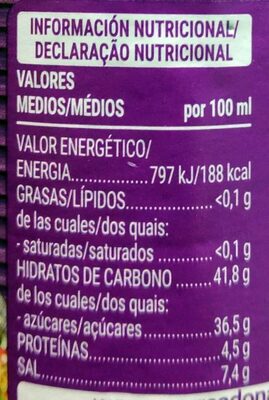 INFORMACIÓN NUTRICIONAL/
DECLARAÇÃO NUTRICIONAL
VALORES
MEDIOS/MÉDIOS por 100 ml
VALOR ENERGÉTICO/
ENERGIA............... 797 kJ/188 kcal
GRASAS/LÍPIDOS................<0,1 g
de las cuales/dos quais:
- saturadas/saturados ...........<0,1 g
HIDRATOS DE CARBONO .......41,8 g
de los cuales/dos quais:
- azúcares/açúcares..............36,5 g
PROTEÍNAS..........................4,5 g
SAL......................................7,4 g